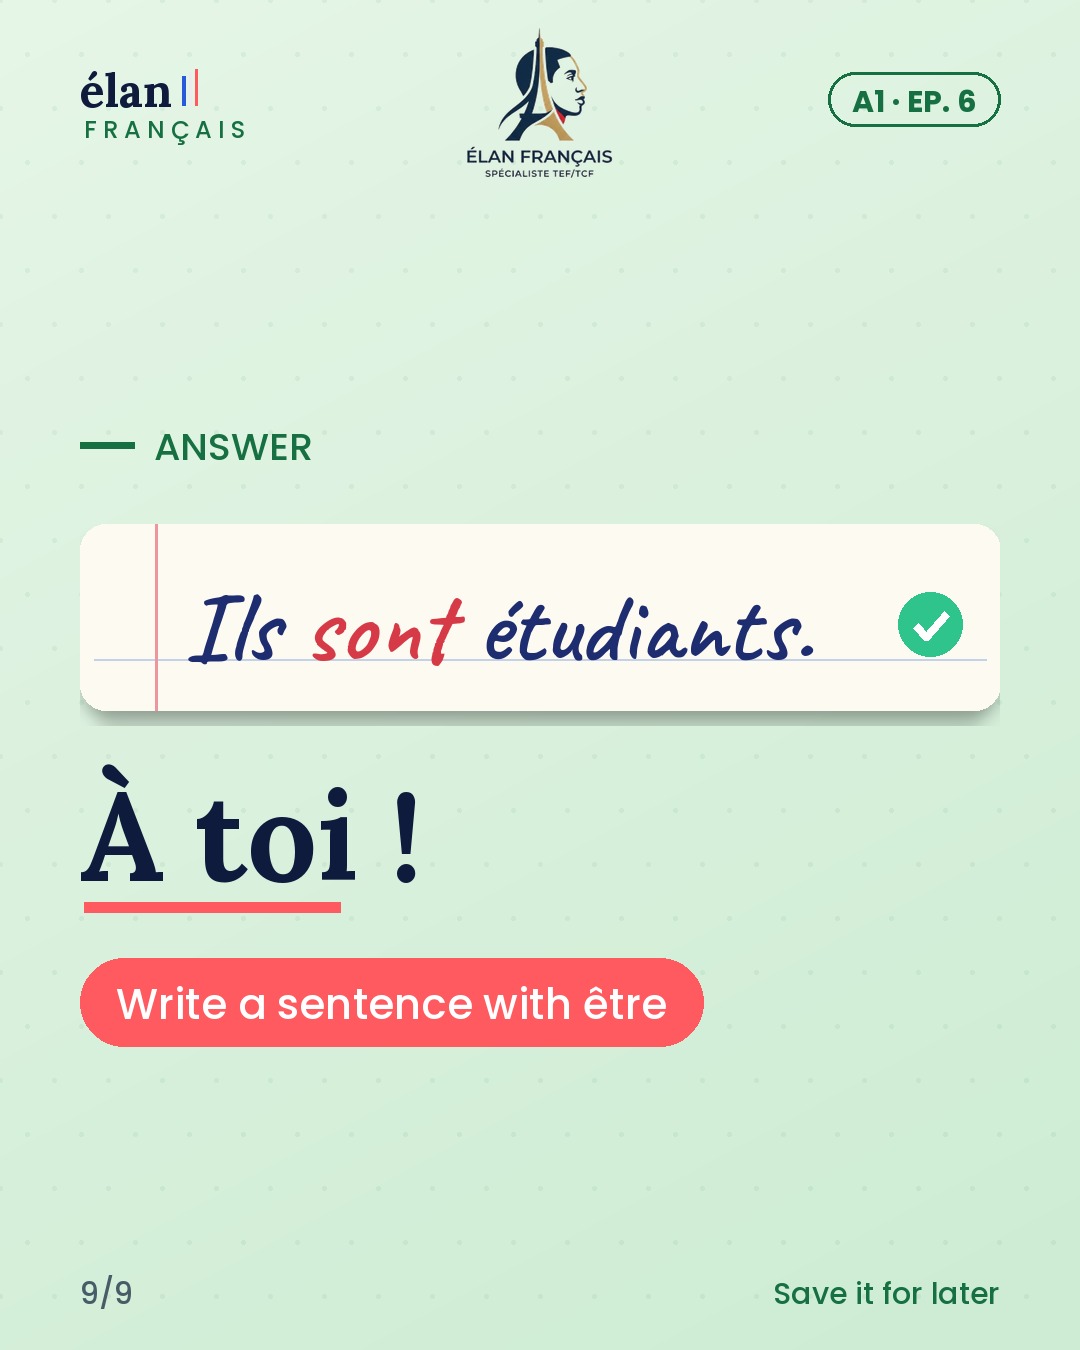 élan
FRANÇAIS
ÉLAN FRANÇAIS
SPÉCIALISTE TEF/TCF
A1 · EP. 6
ANSWER
Ils sont étudiants.
À toi !
Write a sentence with être
9/9
Save it for later